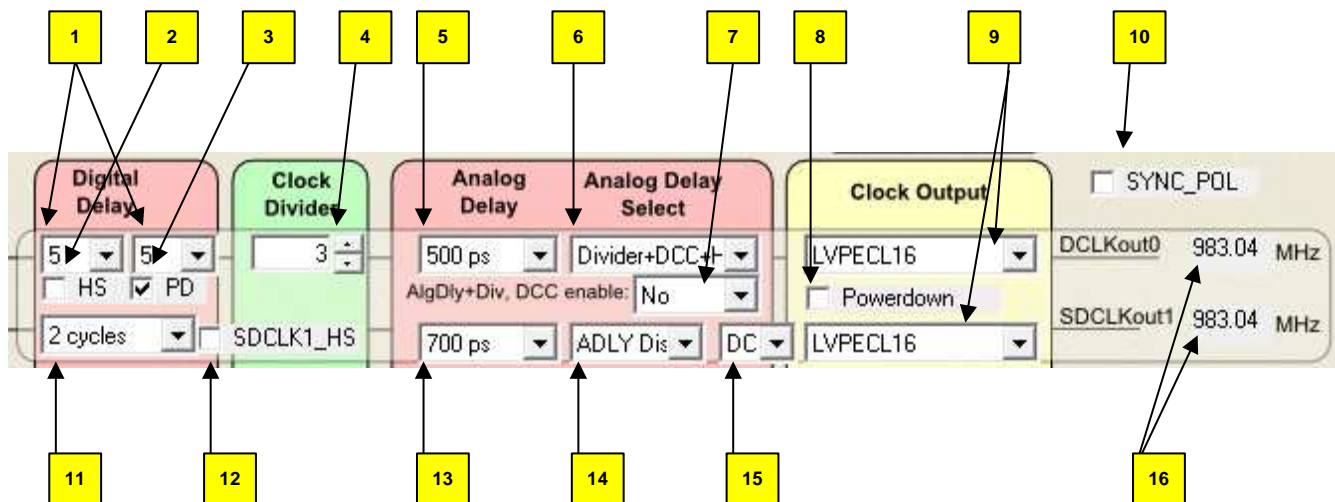 1 2 3 4 5 6 7 8 9 10
Digital Delay
Clock Divider
Analog Delay
Analog Delay Select
Clock Output
SYNC_POL
5 5 3 500 ps Divider+DCC+H LVPECL16 DCLKout0 983.04 MHz
HS PD AlgDly+Div, DCC enable: No Powerdown
2 cycles SDCLK1_HS 700 ps ADLY Dis DC LVPECL16 SDCLKout1 983.04 MHz
11 12 13 14 15 16